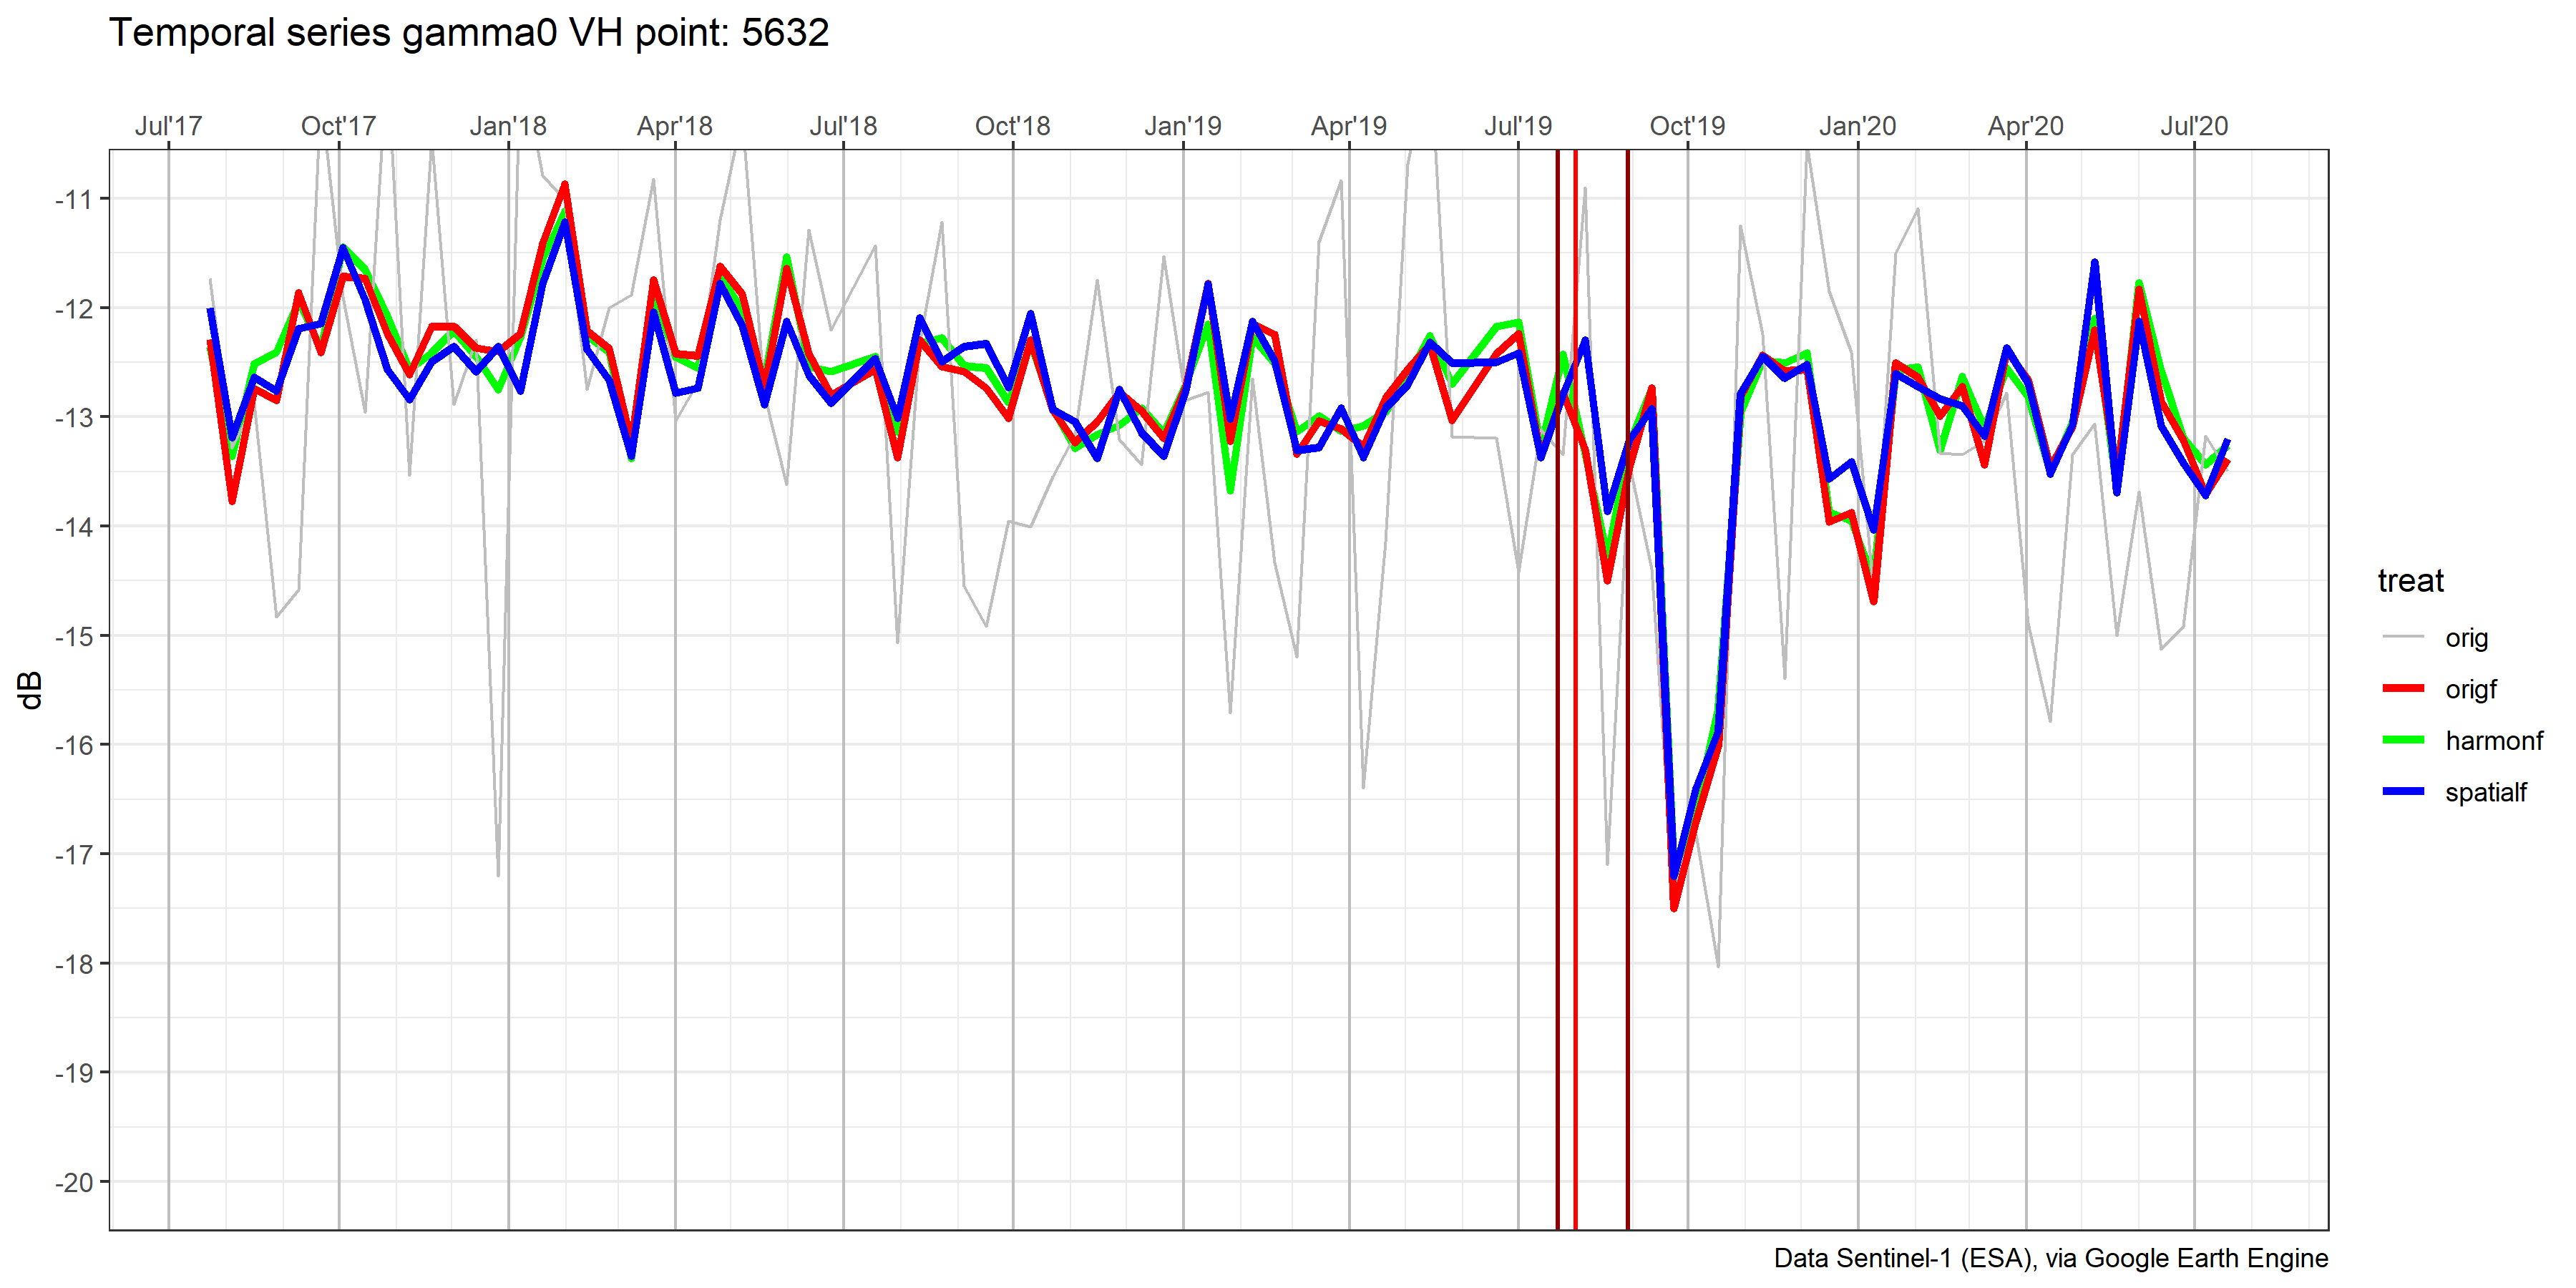 Temporal series gamma0 VH point: 5632
Jul'17 Oct'17 Jan'18 Apr'18 Jul'18 Oct'18 Jan'19 Apr'19 Jul'19 Oct'19 Jan'20 Apr'20 Jul'20
-11
-12
-13
-14
-15
-16
-17
-18
-19
-20
dB
treat
orig
origf
harmonf
spatialf
Data Sentinel-1 (ESA), via Google Earth Engine